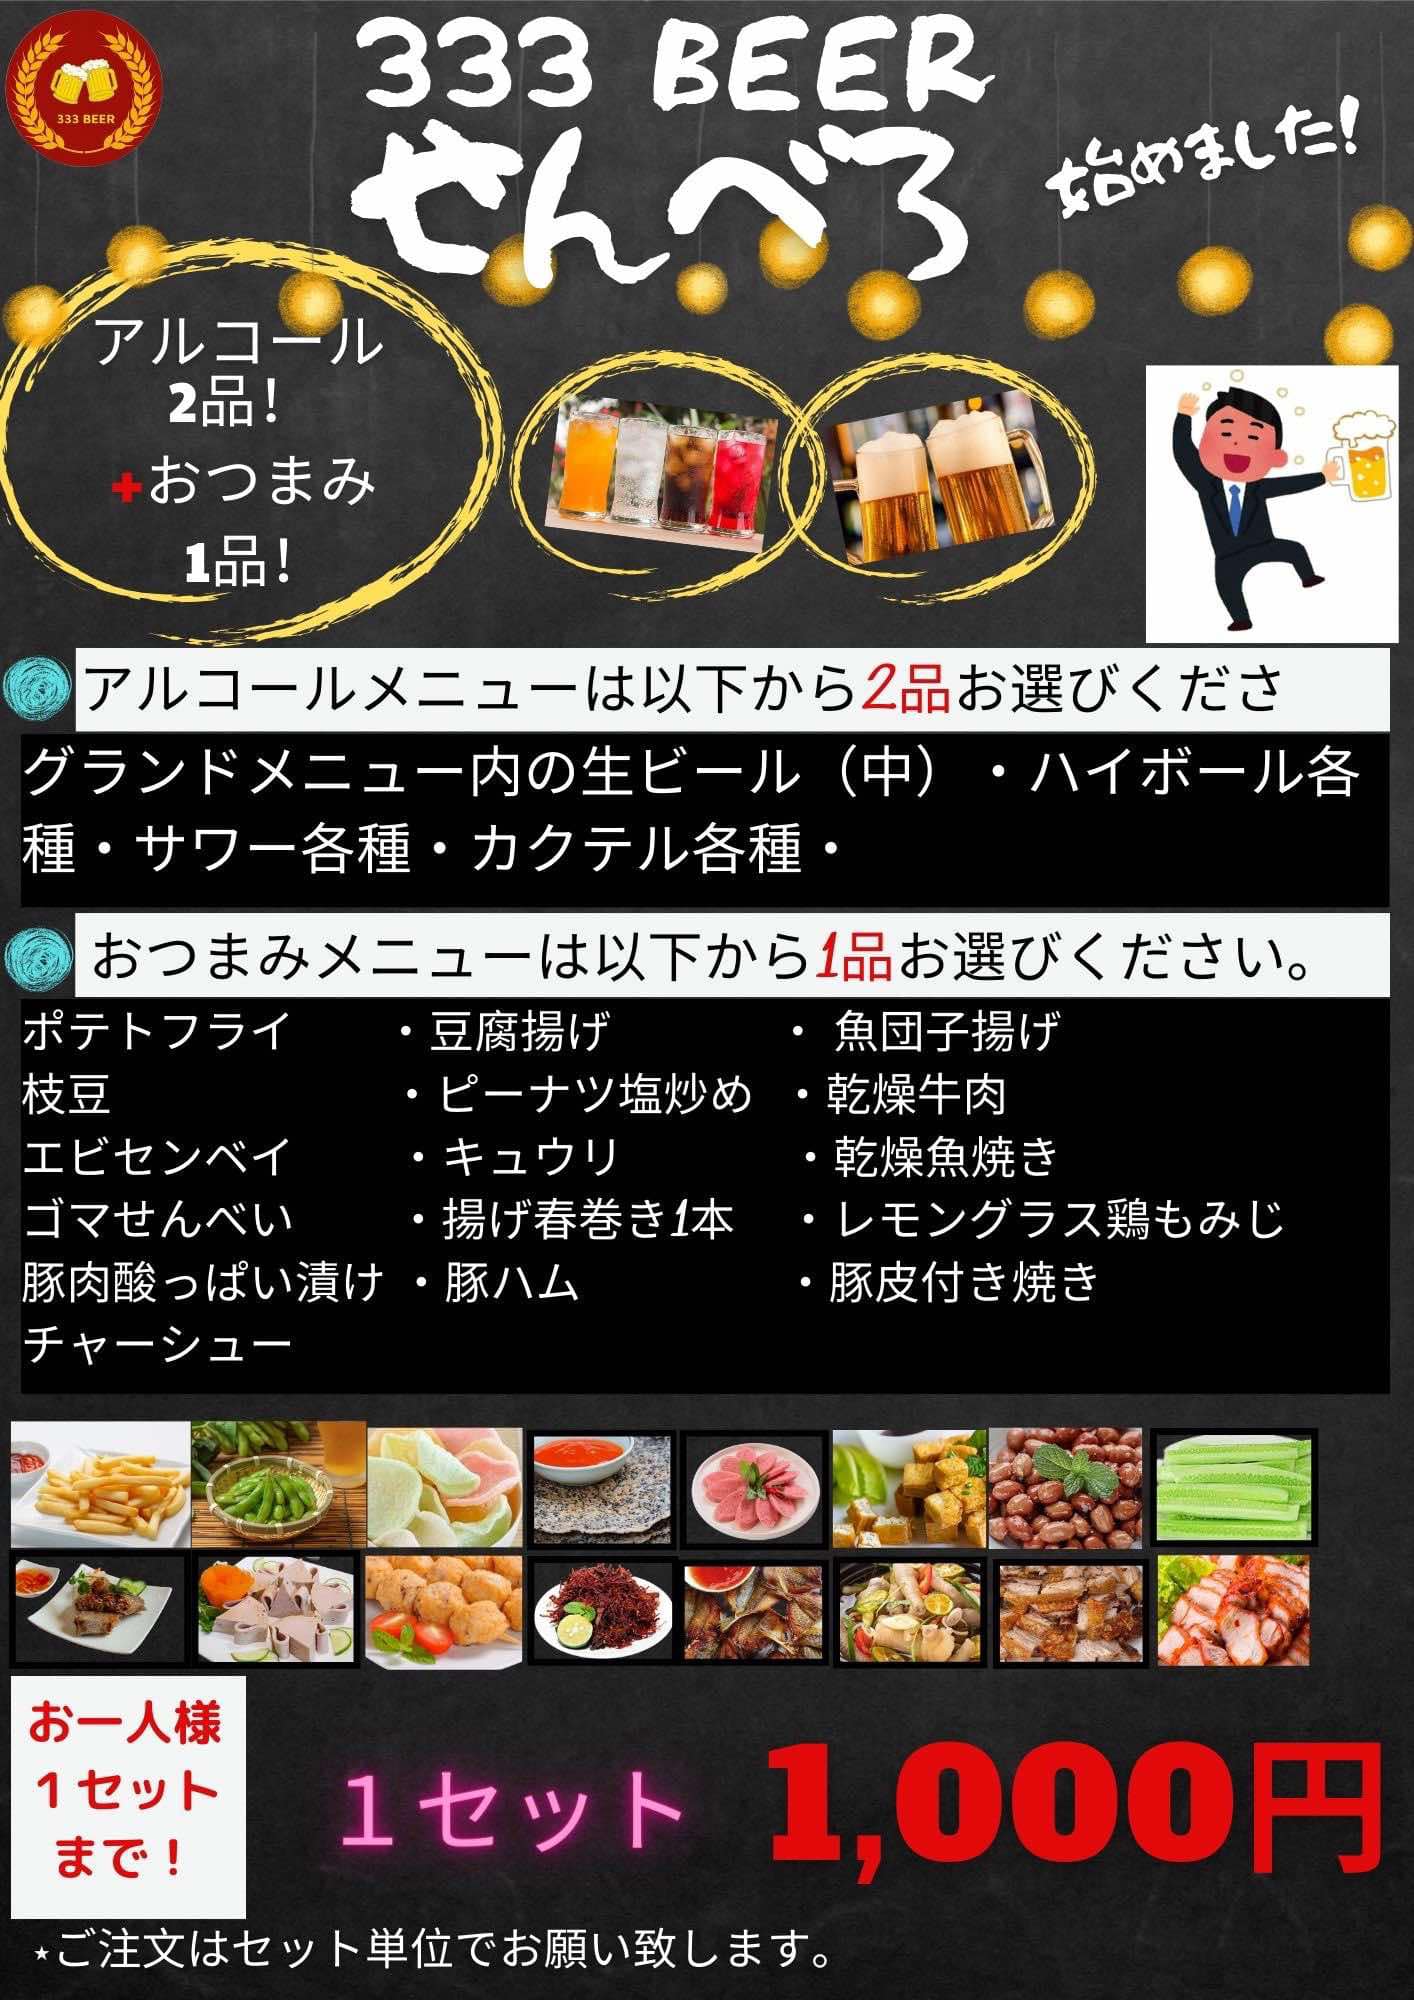 333 BEER
333 BEER
せんべろ
始めました!
アルコール
2品!
+おつまみ
1品!
アルコールメニューは以下から2品お選びくださ
グランドメニュー内の生ビール（中）・ハイボール各
種・サワー各種・カクテル各種・
おつまみメニューは以下から1品お選びください。
ポテトフライ ・豆腐揚げ ・ 魚団子揚げ
枝豆 ・ピーナツ塩炒め ・乾燥牛肉
エビセンベイ ・キュウリ ・乾燥魚焼き
ゴマせんべい ・揚げ春巻き1本 ・レモングラス鶏もみじ
豚肉酸っぱい漬け ・豚ハム ・豚皮付き焼き
チャーシュー
お一人様
１セット
まで！
１セット 1,000円
⋆ご注文はセット単位でお願い致します。